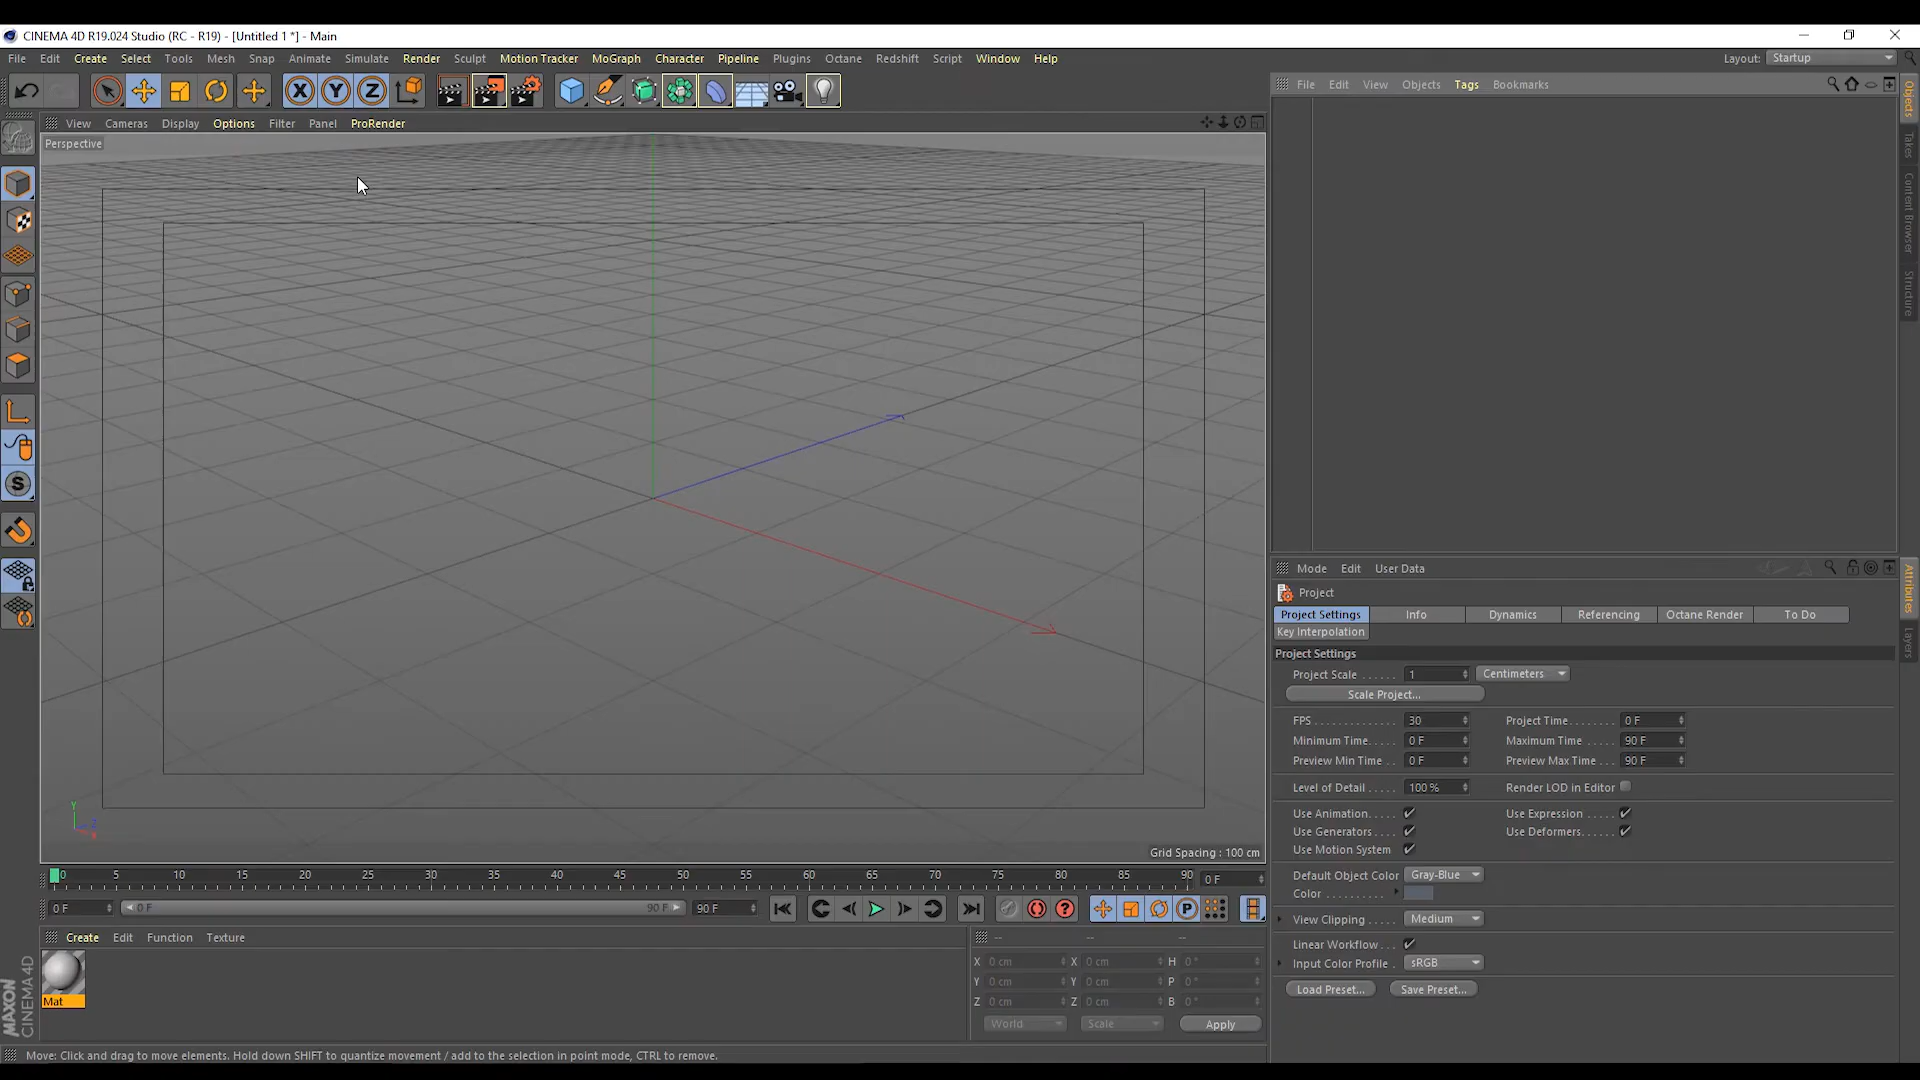 CINEMA 4D R19.024 Studio (RC - R19) - [Untitled 1 *] - Main
File Edit Create Select Tools Mesh Snap Animate Simulate Render Sculpt Motion Tracker MoGraph Character Pipeline Plugins Octane Redshift Script Window Help Layout: Startup
X Y Z
File Edit View Objects Tags Bookmarks
View Cameras Display Options Filter Panel ProRender
Perspective
Objects
Takes
Content Browser
Structure
S
Y
Z
X
Grid Spacing : 100 cm
Mode Edit User Data
Attributes
Layers
Project
Project Settings Info Dynamics Referencing Octane Render To Do
Key Interpolation
Project Settings
Project Scale ...... 1 Centimeters
Scale Project...
FPS ............. 30 Project Time........ 0 F
Minimum Time..... 0 F Maximum Time ..... 90 F
Preview Min Time .. 0 F Preview Max Time ... 90 F
Level of Detail ..... 100 % Render LOD in Editor
Use Animation..... Use Expression .....
Use Generators .... Use Deformers......
Use Motion System
Default Object Color Gray-Blue
Color ..........
View Clipping ..... Medium
Linear Workflow...
Input Color Profile . sRGB
Load Preset... Save Preset...
0 5 10 15 20 25 30 35 40 45 50 55 60 65 70 75 80 85 90 0 F
0 F 0 F 90 F 90 F ? P
Create Edit Function Texture
Mat
-- -- --
X 0 cm X 0 cm H 0 °
Y 0 cm Y 0 cm P 0 °
Z 0 cm Z 0 cm B 0 °
World Scale Apply
MAXON
CINEMA 4D
Move: Click and drag to move elements. Hold down SHIFT to quantize movement / add to the selection in point mode, CTRL to remove.